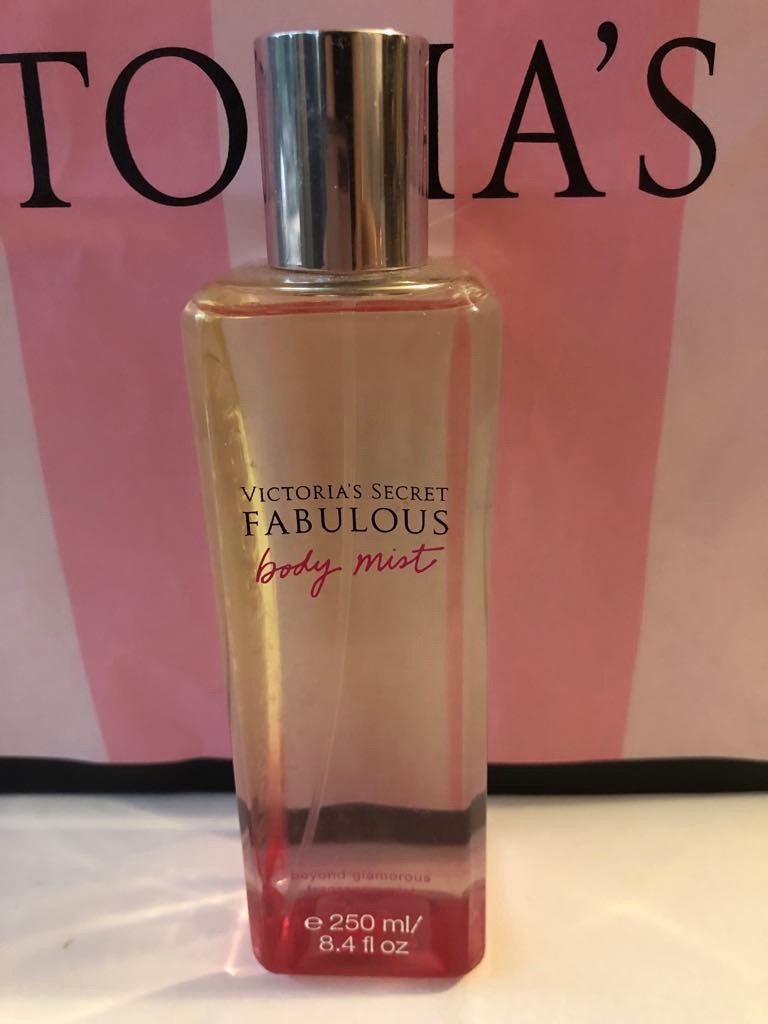 TO IA'S
VICTORIA'S SECRET
FABULOUS
body mist
beyond glamorous
e 250 ml/
8.4 fl oz